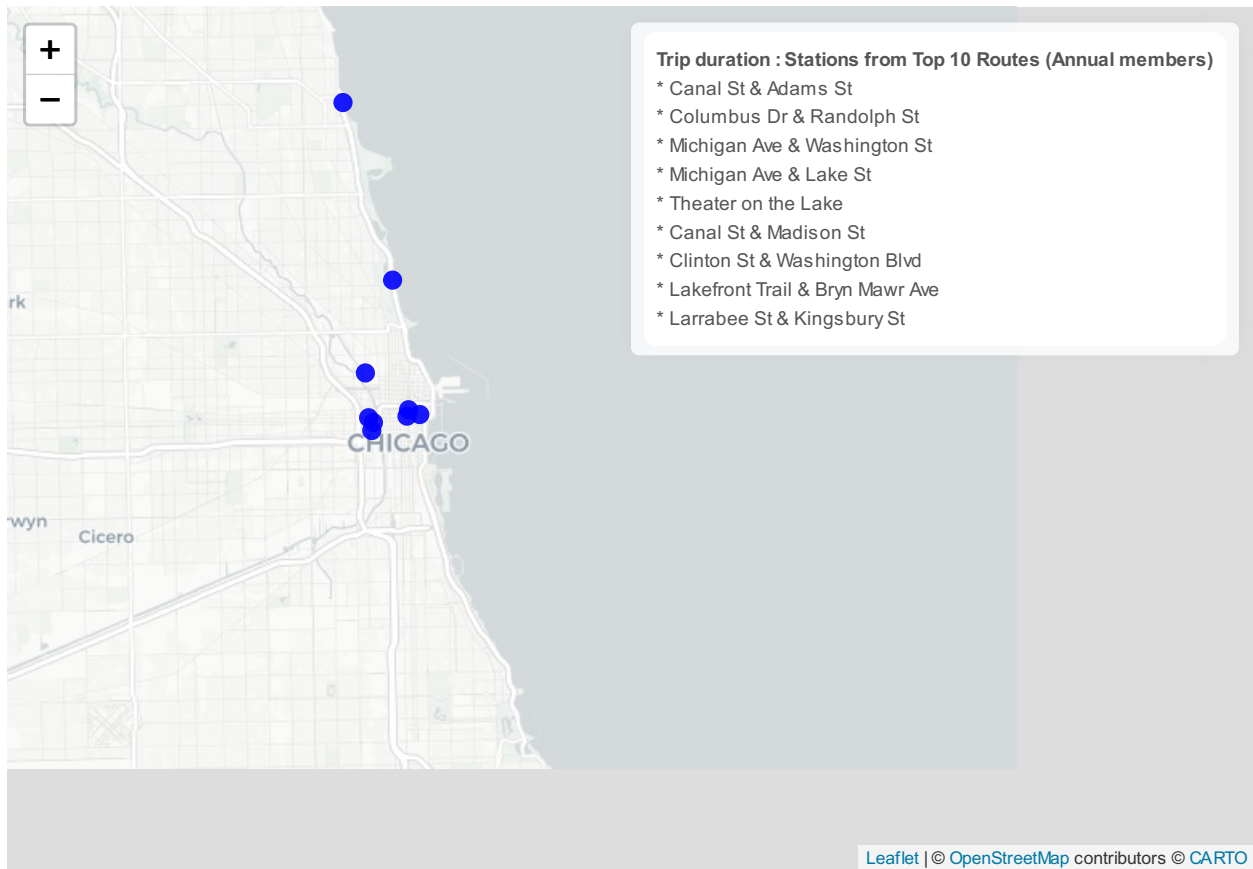 +
−
Trip duration : Stations from Top 10 Routes (Annual members)
* Canal St & Adams St
* Columbus Dr & Randolph St
* Michigan Ave & Washington St
* Michigan Ave & Lake St
* Theater on the Lake
* Canal St & Madison St
* Clinton St & Washington Blvd
* Lakefront Trail & Bryn Mawr Ave
* Larrabee St & Kingsbury St
rk
CHICAGO
wyn
Cicero
Leaflet | © OpenStreetMap contributors © CARTO